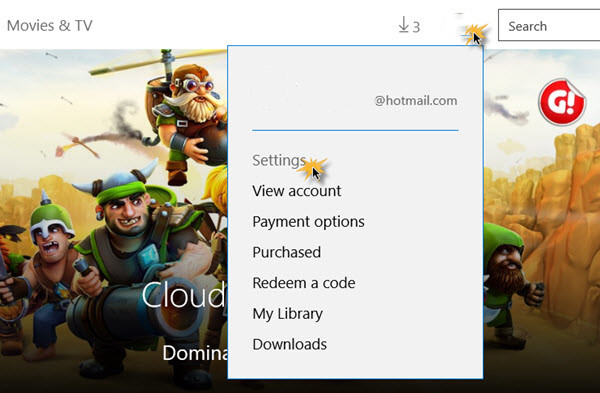 Movies & TV
3
Search
@hotmail.com
G!
Settings
View account
Payment options
Purchased
Redeem a code
My Library
Downloads
Cloud
Domina